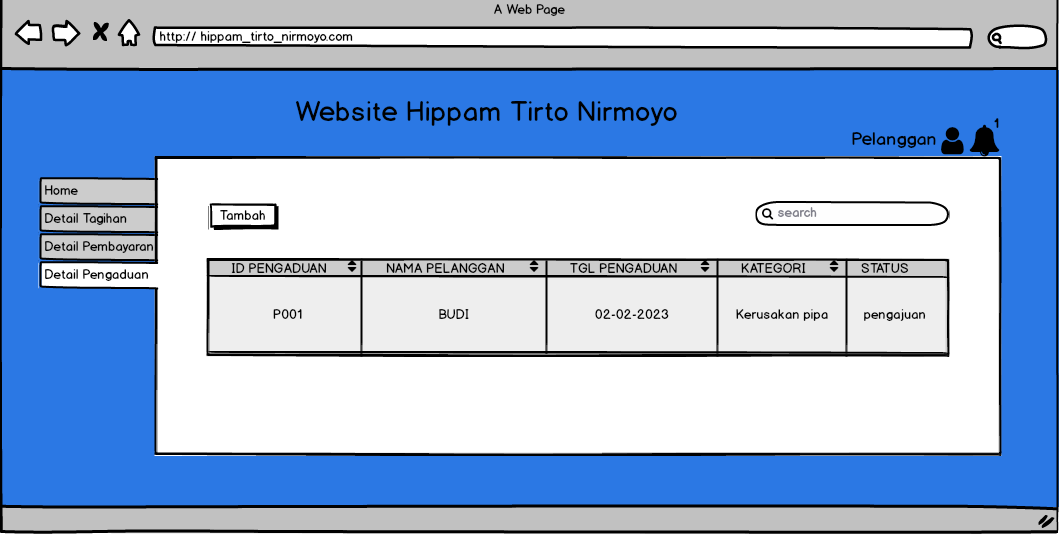 A Web Page
http:// hippam_tirto_nirmoyo.com
Website Hippam Tirto Nirmoyo
1
Pelanggan
Home
Detail Tagihan
Detail Pembayaran
Detail Pengaduan
Tambah
search
ID PENGADUAN NAMA PELANGGAN TGL PENGADUAN KATEGORI STATUS
P001 BUDI 02-02-2023 Kerusakan pipa pengajuan